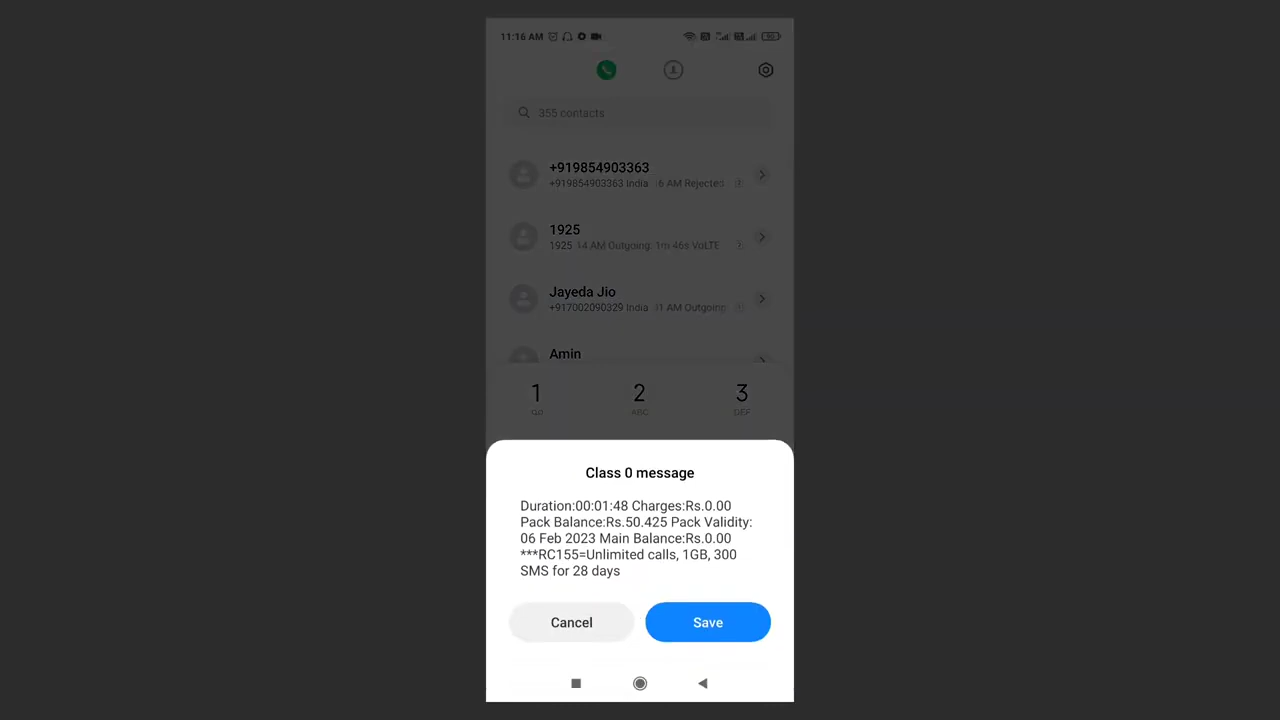 11:16 AM
355 contacts
+919854903363
+919854903363 India 6 AM Rejected
1925
1925 14 AM Outgoing: 1m 46s VoLTE
Jayeda Jio
+917002090329 India 11 AM Outgoing
Amin
1 2 3
ABC DEF
Class 0 message
Duration:00:01:48 Charges:Rs.0.00
Pack Balance:Rs.50.425 Pack Validity:
06 Feb 2023 Main Balance:Rs.0.00
***RC155=Unlimited calls, 1GB, 300
SMS for 28 days
Cancel Save